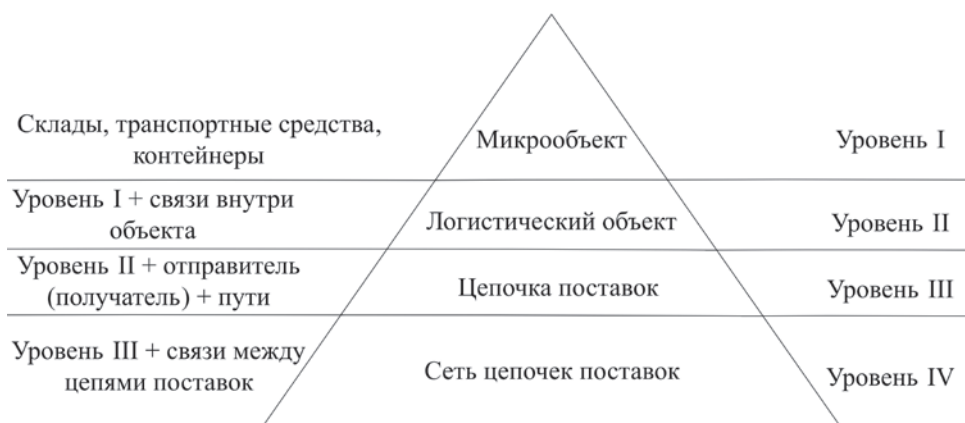 Склады, транспортные средства,
контейнеры
Микрообъект
Уровень I
Уровень I + связи внутри
объекта
Логистический объект
Уровень II
Уровень II + отправитель
(получатель) + пути
Цепочка поставок
Уровень III
Уровень III + связи между
цепями поставок
Сеть цепочек поставок
Уровень IV